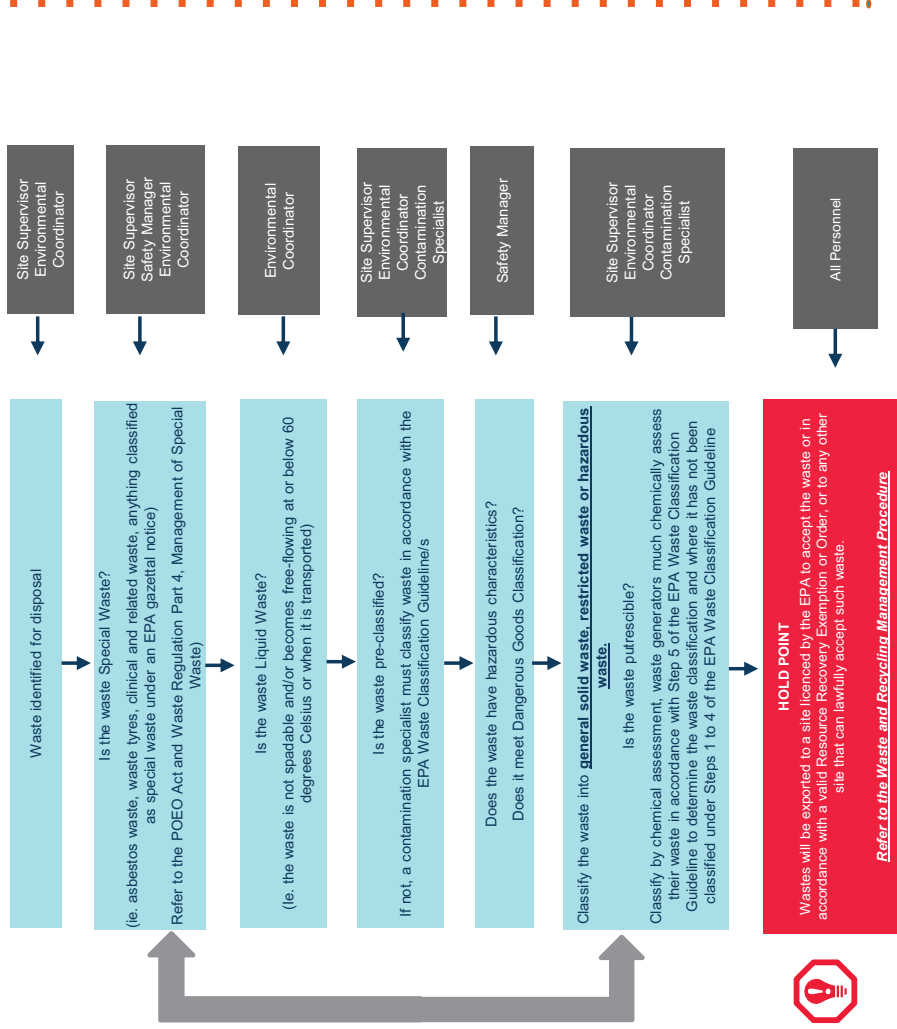 Waste identified for disposal
Site Supervisor
Environmental
Coordinator
Is the waste Special Waste?
(ie. asbestos waste, waste tyres, clinical and related waste, anything classified
as special waste under an EPA gazettal notice)
Refer to the POEO Act and Waste Regulation Part 4, Management of Special
Waste)
Site Supervisor
Safety Manager
Environmental
Coordinator
Is the waste Liquid Waste?
(Ie. the waste is not spadable and/or becomes free-flowing at or below 60
degrees Celsius or when it is transported)
Environmental
Coordinator
Is the waste pre-classified?
If not, a contamination specialist must classify waste in accordance with the
EPA Waste Classification Guideline/s
Site Supervisor
Environmental
Coordinator
Contamination
Specialist
Does the waste have hazardous characteristics?
Does it meet Dangerous Goods Classification?
Safety Manager
Classify the waste into general solid waste, restricted waste or hazardous
waste.
Is the waste putrescible?
Classify by chemical assessment, waste generators much chemically assess
their waste in accordance with Step 5 of the EPA Waste Classification
Guideline to determine the waste classification and where it has not been
classified under Steps 1 to 4 of the EPA Waste Classification Guideline
Site Supervisor
Environmental
Coordinator
Contamination
Specialist
HOLD POINT
Wastes will be exported to a site licenced by the EPA to accept the waste or in
accordance with a valid Resource Recovery Exemption or Order, or to any other
site that can lawfully accept such waste.
Refer to the Waste and Recycling Management Procedure
All Personnel